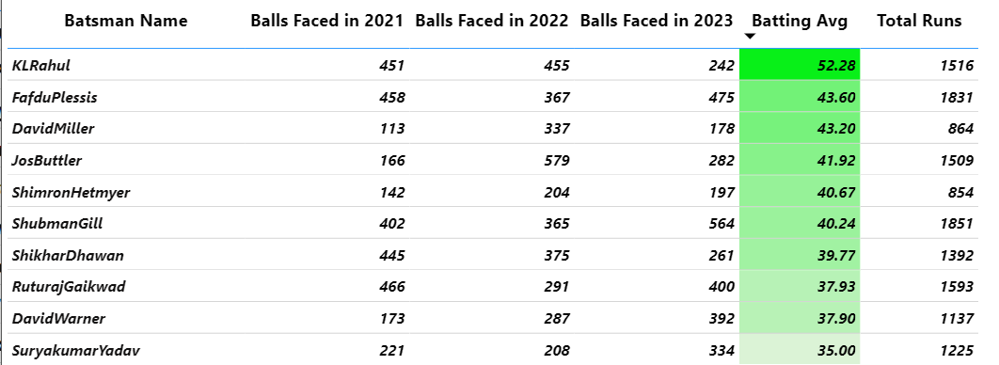 Batsman Name Balls Faced in 2021 Balls Faced in 2022 Balls Faced in 2023 Batting Avg Total Runs
KLRahul 451 455 242 52.28 1516
FafduPlessis 458 367 475 43.60 1831
DavidMiller 113 337 178 43.20 864
JosButtler 166 579 282 41.92 1509
ShimronHetmyer 142 204 197 40.67 854
ShubmanGill 402 365 564 40.24 1851
ShikharDhawan 445 375 261 39.77 1392
RuturajGaikwad 466 291 400 37.93 1593
DavidWarner 173 287 392 37.90 1137
SuryakumarYadav 221 208 334 35.00 1225